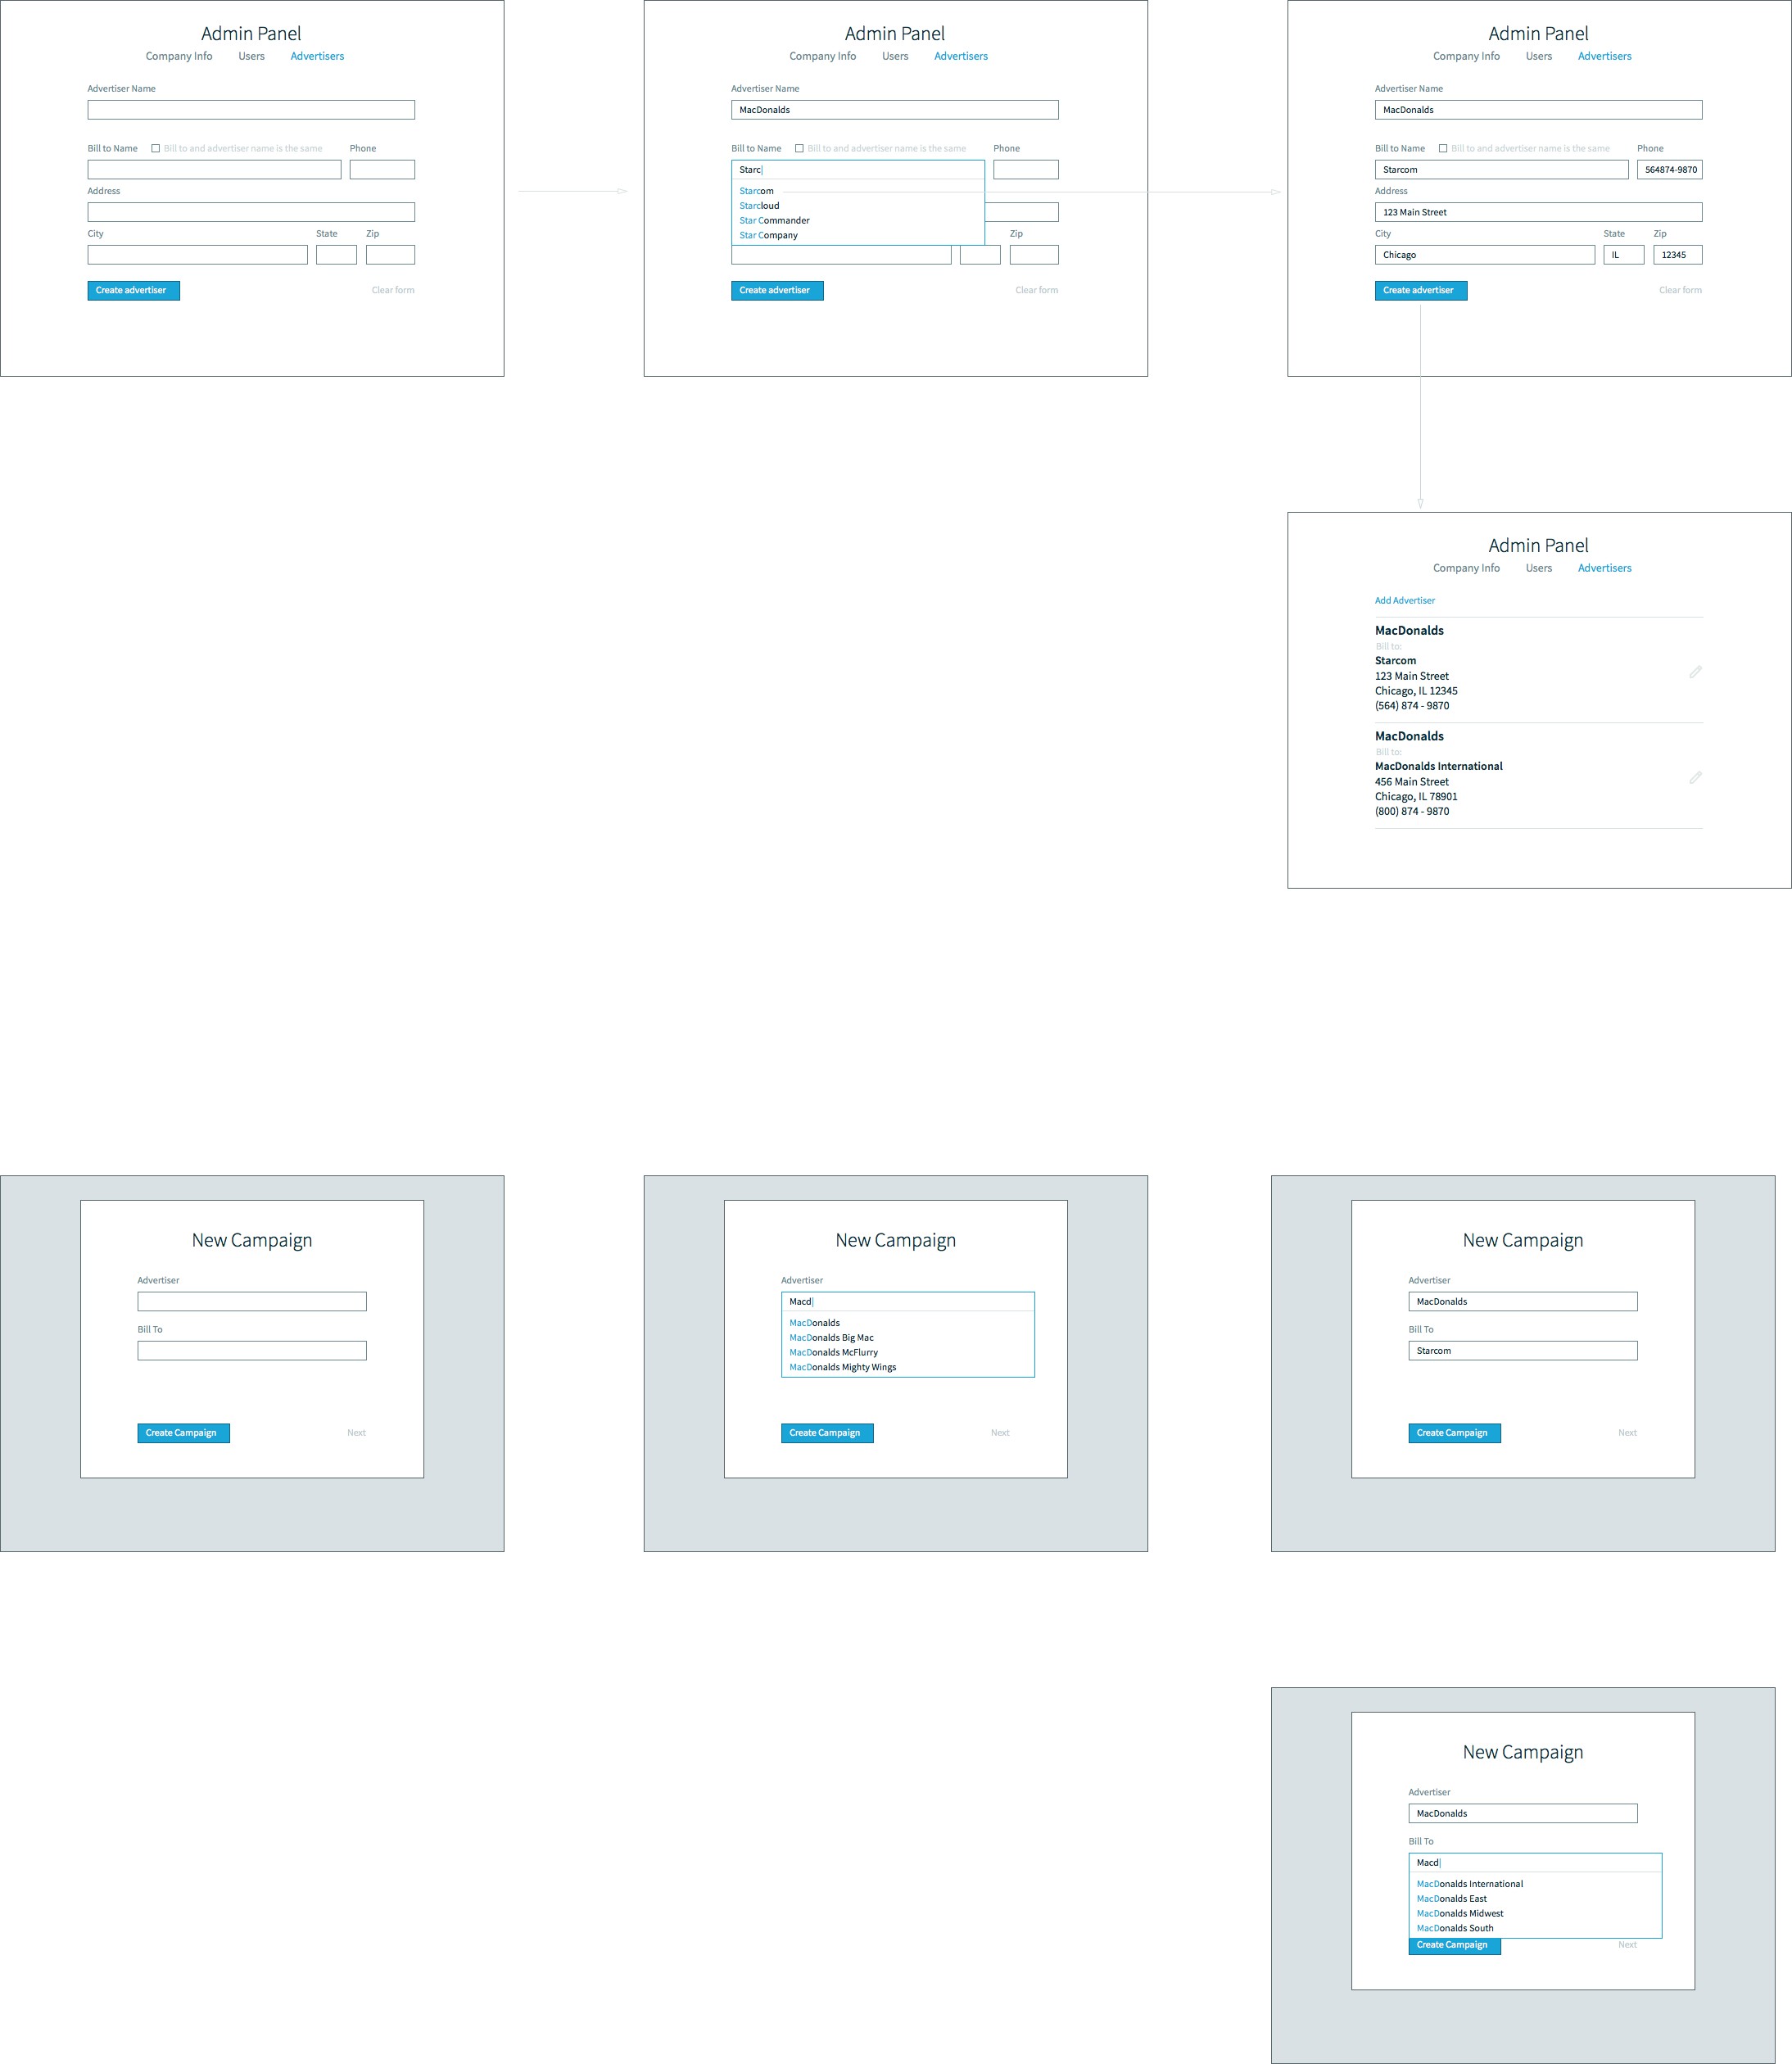 Admin Panel
Company Info Users Advertisers
Advertiser Name
Bill to Name Bill to and advertiser name is the same Phone
Address
City State Zip
Create advertiser Clear form
Admin Panel
Company Info Users Advertisers
Advertiser Name
MacDonalds
Bill to Name Bill to and advertiser name is the same Phone
Starc
Starcom
Starcloud
Star Commander
Star Company
Zip
Create advertiser Clear form
Admin Panel
Company Info Users Advertisers
Advertiser Name
MacDonalds
Bill to Name Bill to and advertiser name is the same Phone
Starcom 564874-9870
Address
123 Main Street
City State Zip
Chicago IL 12345
Create advertiser Clear form
Admin Panel
Company Info Users Advertisers
Add Advertiser
MacDonalds
Bill to:
Starcom
123 Main Street
Chicago, IL 12345
(564) 874 - 9870
MacDonalds
Bill to:
MacDonalds International
456 Main Street
Chicago, IL 78901
(800) 874 - 9870
New Campaign
Advertiser
Bill To
Create Campaign Next
New Campaign
Advertiser
Macd
MacDonalds
MacDonalds Big Mac
MacDonalds McFlurry
MacDonalds Mighty Wings
Create Campaign Next
New Campaign
Advertiser
MacDonalds
Bill To
Starcom
Create Campaign Next
New Campaign
Advertiser
MacDonalds
Bill To
Macd
MacDonalds International
MacDonalds East
MacDonalds Midwest
MacDonalds South
Create Campaign Next